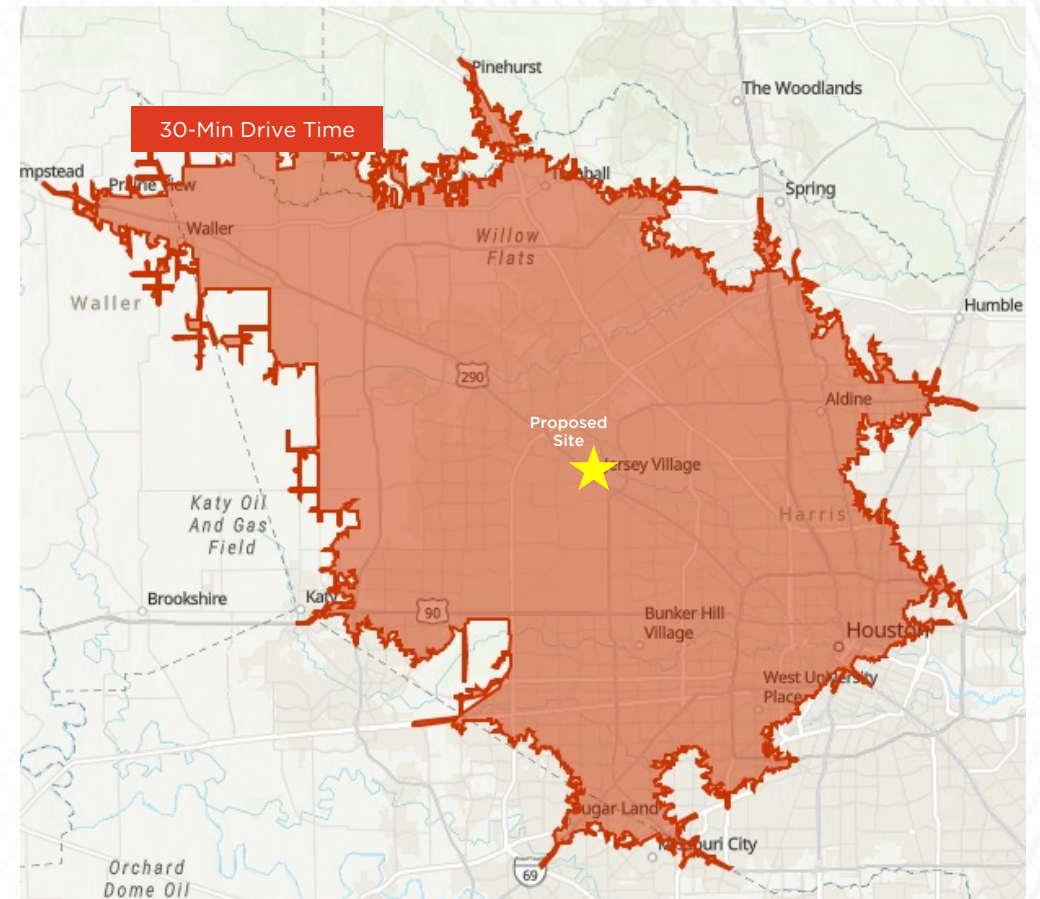 Pinehurst
The Woodlands
30-Min Drive Time
mpstead
Prairie View
Tomball
Spring
Waller
Willow
Flats
Waller
Humble
290
Aldine
Proposed
Site
Jersey Village
Katy Oil
And Gas
Field
Harris
Brookshire
Katy
90
Bunker Hill
Village
Houston
West University
Place
Sugar Land
Missouri City
Orchard
Dome Oil
69